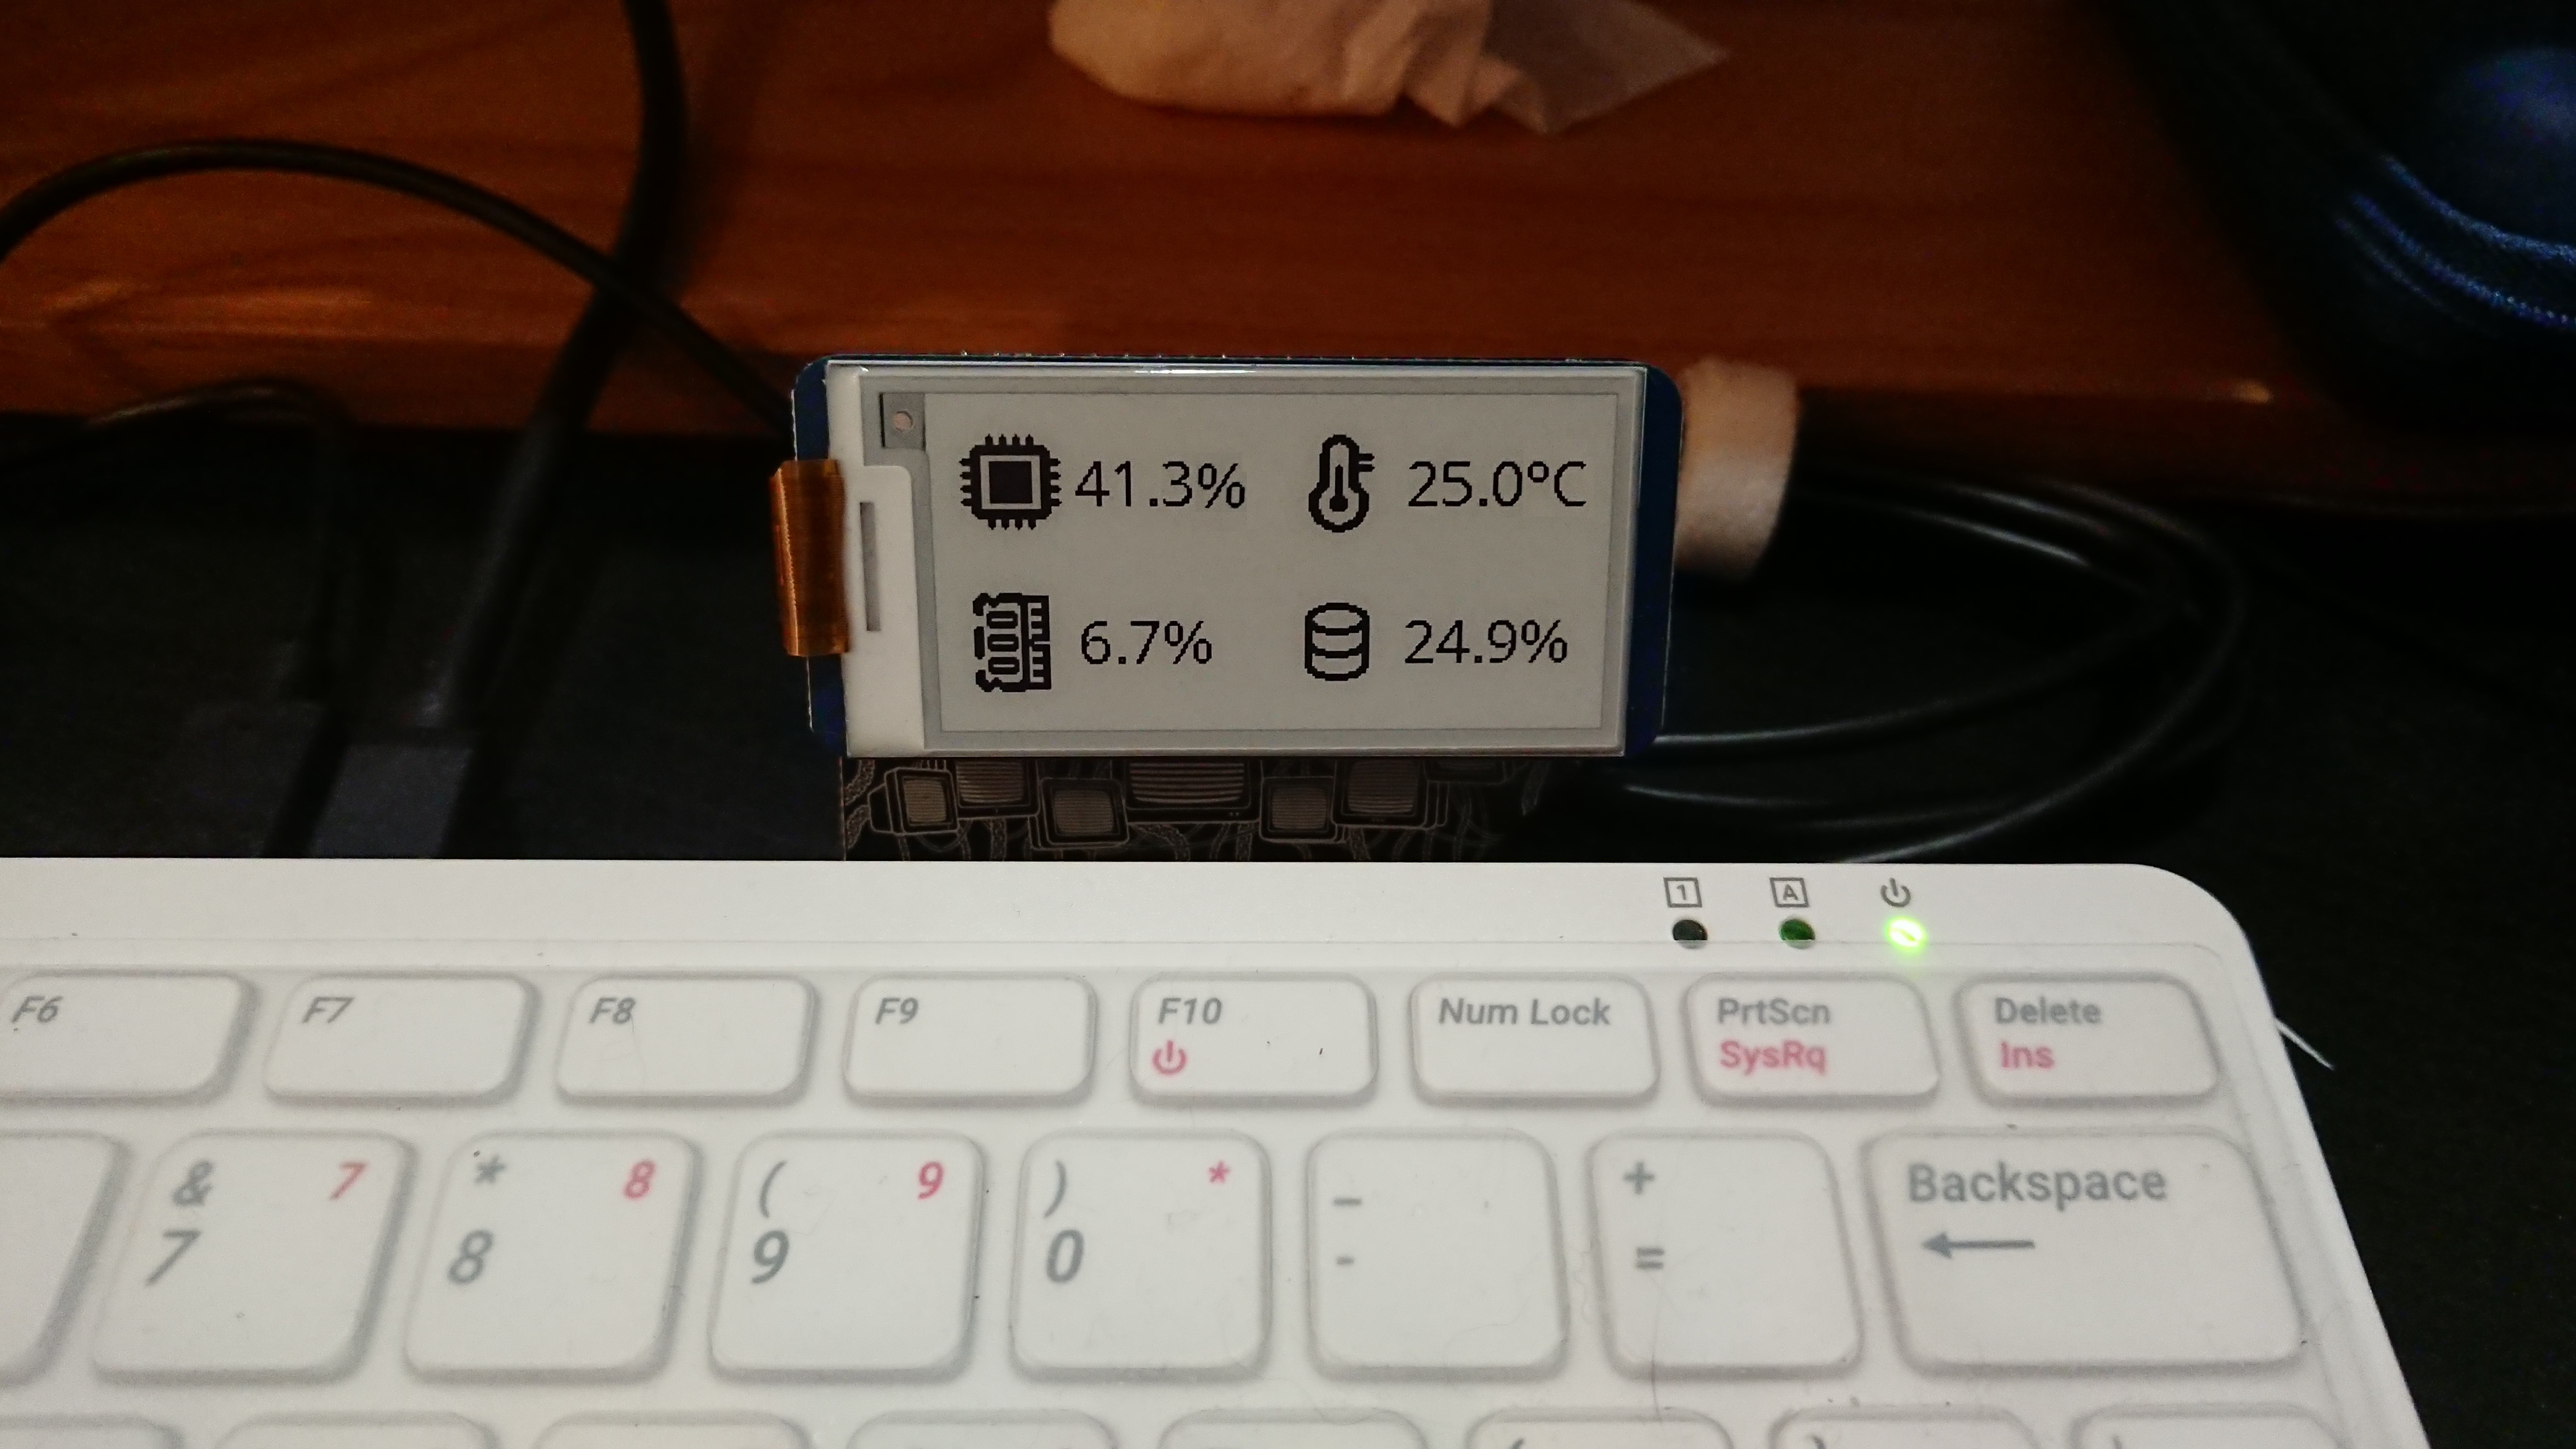 41.3% 25.0°C
6.7% 24.9%
1 A
F6 F7 F8 F9 F10 Num Lock PrtScn Delete
SysRq Ins
& 7 * 8 ( 9 ) * _ + Backspace
7 8 9 0 - =